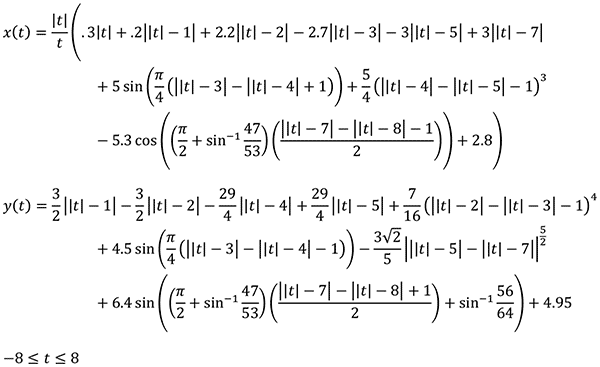 x(t) = |t|/t (.3|t| + .2||t| − 1| + 2.2||t| − 2| − 2.7||t| − 3| − 3||t| − 5| + 3||t| − 7|
+ 5 sin (π/4 (||t| − 3| − ||t| − 4| + 1)) + 5/4 (||t| − 4| − ||t| − 5| − 1)³
− 5.3 cos ((π/2 + sin⁻¹ 47/53) (||t| − 7| − ||t| − 8| − 1)/2)) + 2.8)
y(t) = 3/2 ||t| − 1| − 3/2 ||t| − 2| − 29/4 ||t| − 4| + 29/4 ||t| − 5| + 7/16 (||t| − 2| − ||t| − 3| − 1)⁴
+ 4.5 sin (π/4 (||t| − 3| − ||t| − 4| − 1)) − 3√2/5 |||t| − 5| − ||t| − 7||^(5/2)
+ 6.4 sin ((π/2 + sin⁻¹ 47/53) ((||t| − 7| − ||t| − 8| + 1)/2) + sin⁻¹ 56/64) + 4.95
−8 ≤ t ≤ 8